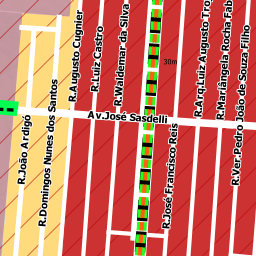 R.Augusto Cugnier
R.Luiz Castro
R.Waldemar da Silva
30m
R.Arq.Luiz Augusto Tro
R.Mariângela Rocha Fab
R.Ver.Pedro João de Souza Filho
Av.José Sasdelli
R.João Ardigó
R.Domingos Nunes dos Santos
R.José Francisco Reis